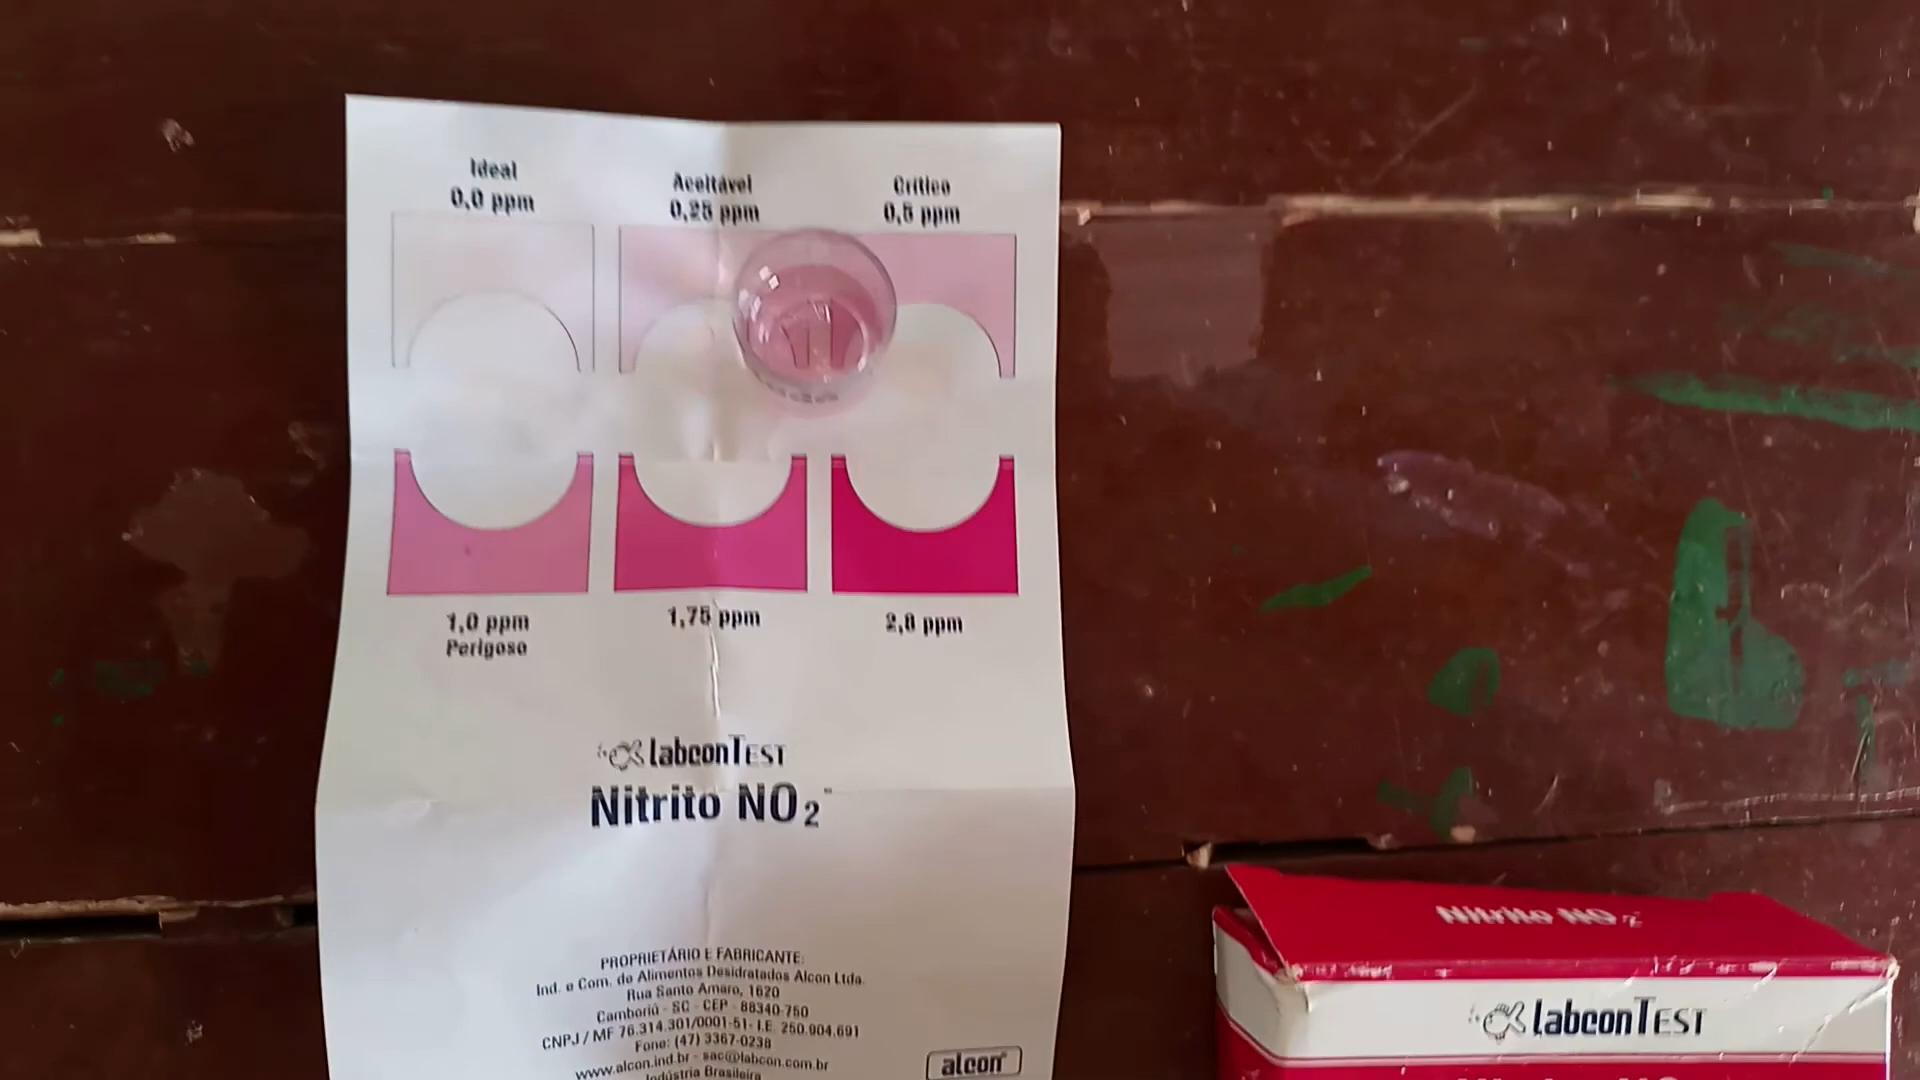 Ideal
0,0 ppm
Aceitável
0,25 ppm
Crítico
0,5 ppm
1,0 ppm
Perigoso
1,75 ppm
2,8 ppm
labconTEST
Nitrito NO₂⁻
PROPRIETÁRIO E FABRICANTE:
Ind. e Com. de Alimentos Desidratados Alcon Ltda.
Rua Santo Amaro, 1620
Camboriú - SC - CEP - 88340-750
CNPJ / MF 76.314.301/0001-51- I.E. 250.904.691
Fone: (47) 3367-0238
www.alcon.ind.br - sac@labcon.com.br
Indústria Brasileira
alcon
Nitrito NO₂
labconTEST